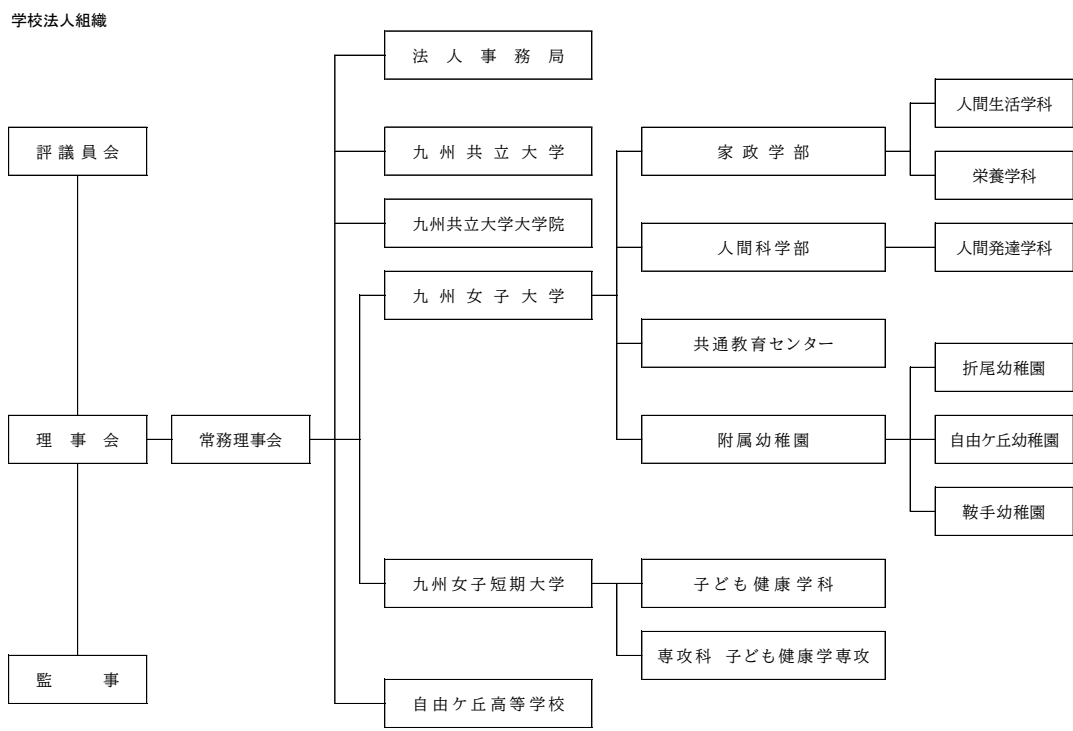 学校法人組織
法人事務局
人間生活学科
評議員会
九州共立大学
家政学部
栄養学科
九州共立大学大学院
人間科学部
人間発達学科
九州女子大学
共通教育センター
折尾幼稚園
理事会
常務理事会
附属幼稚園
自由ケ丘幼稚園
鞍手幼稚園
九州女子短期大学
子ども健康学科
専攻科 子ども健康学専攻
監事
自由ケ丘高等学校